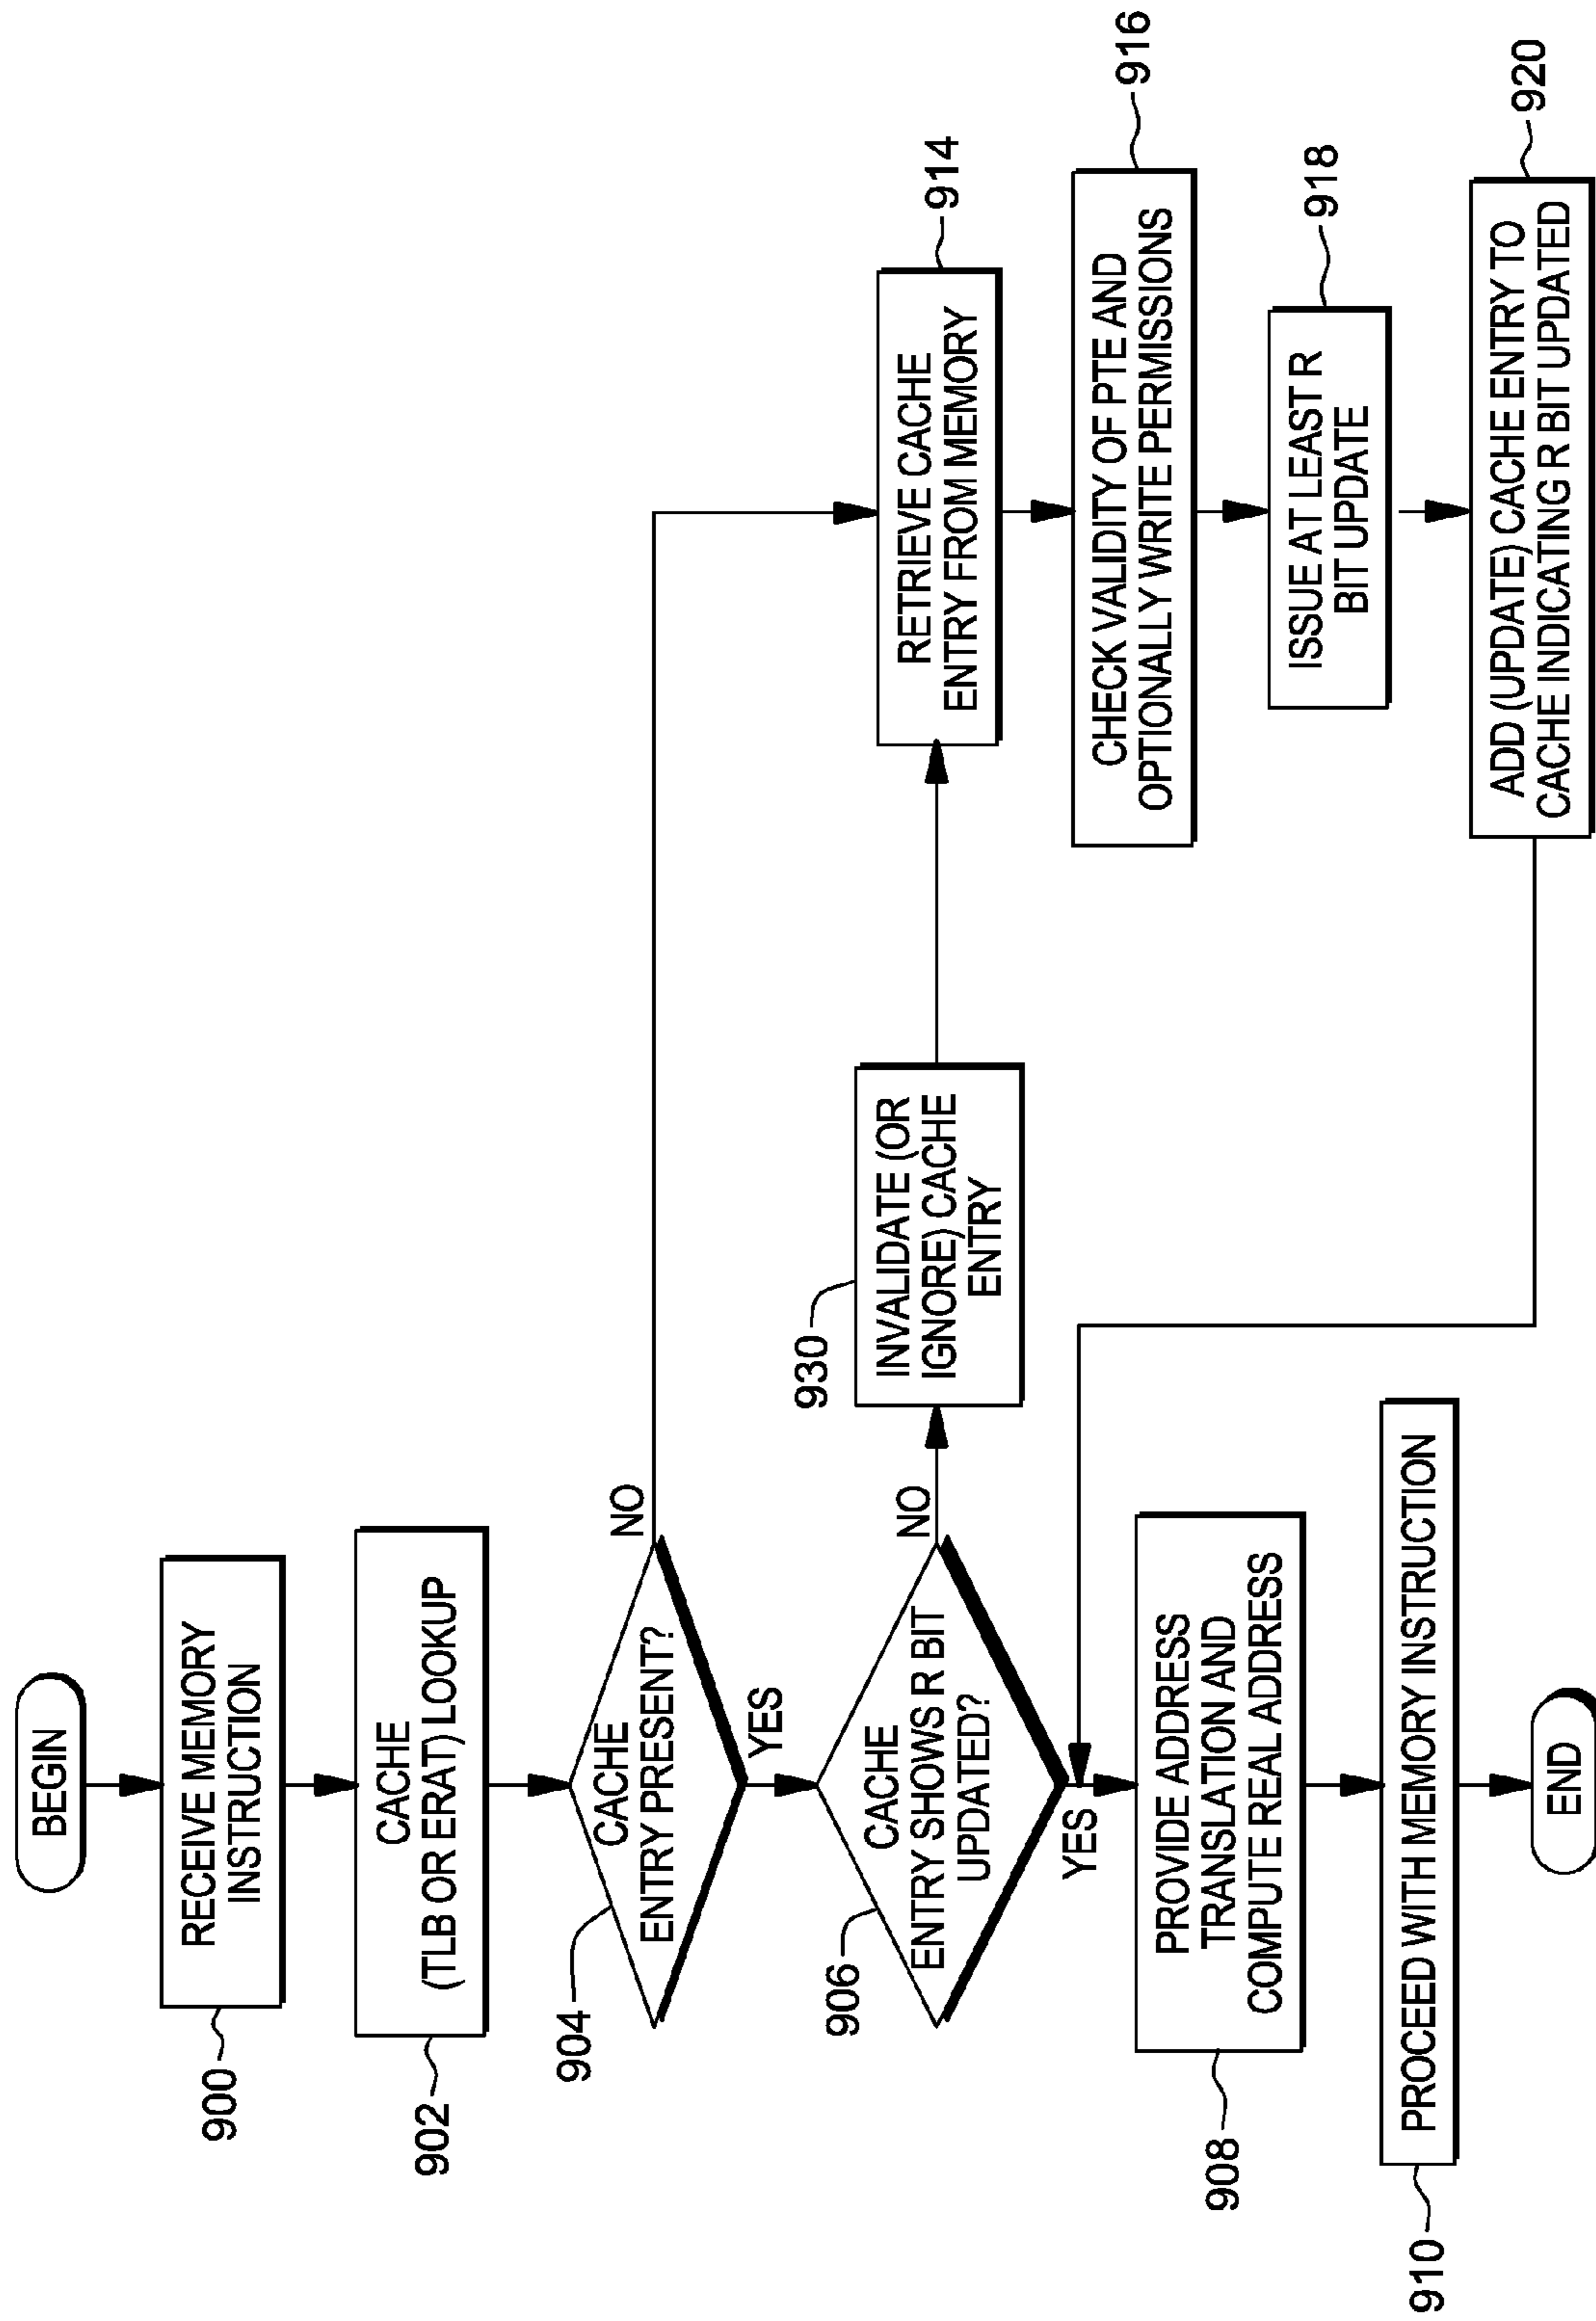 BEGIN
RECEIVE MEMORY
INSTRUCTION
900
CACHE
(TLB OR ERAT) LOOKUP
902
CACHE
ENTRY PRESENT?
904
NO
YES
CACHE
ENTRY SHOWS R BIT
UPDATED?
906
NO
YES
930
INVALIDATE (OR
IGNORE) CACHE
ENTRY
RETRIEVE CACHE
ENTRY FROM MEMORY
914
CHECK VALIDITY OF PTE AND
OPTIONALLY WRITE PERMISSIONS
916
ISSUE AT LEAST R
BIT UPDATE
918
ADD (UPDATE) CACHE ENTRY TO
CACHE INDICATING R BIT UPDATED
920
PROVIDE ADDRESS
TRANSLATION AND
COMPUTE REAL ADDRESS
908
PROCEED WITH MEMORY INSTRUCTION
910
END